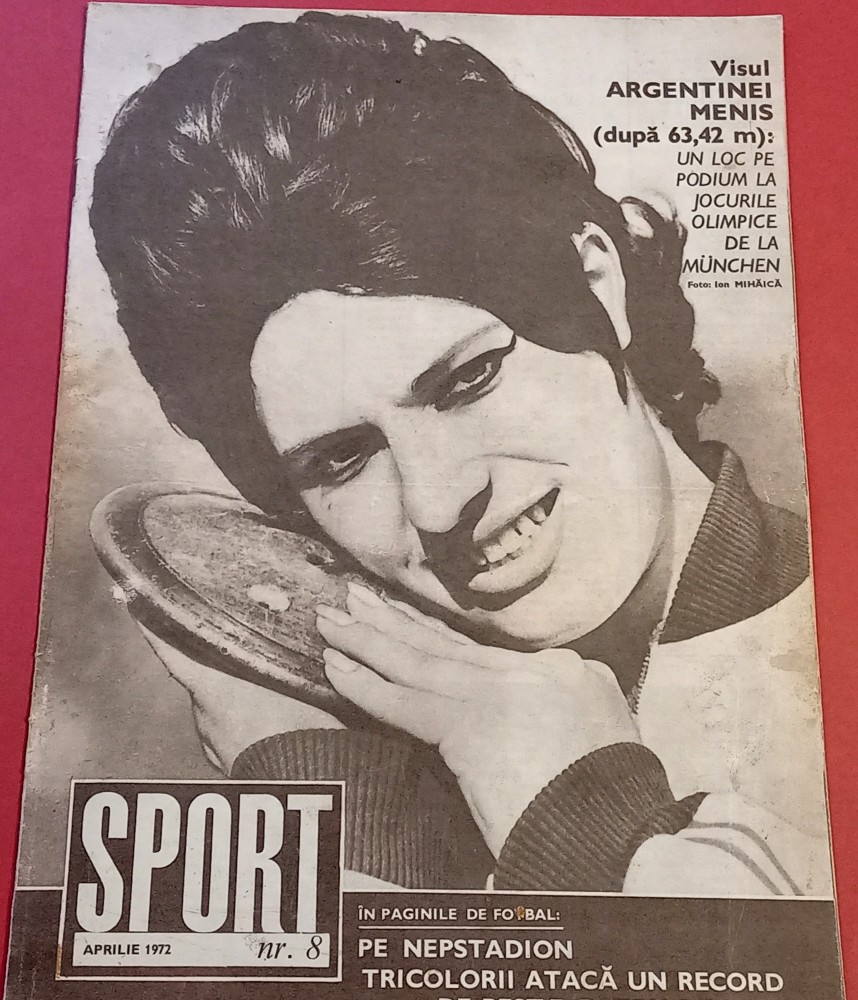 Visul
ARGENTINEI
MENIS
(după 63,42 m):
UN LOC PE
PODIUM LA
JOCURILE
OLIMPICE
DE LA
MÜNCHEN
Foto: Ion MIHĂICĂ
SPORT
APRILIE 1972 nr. 8
ÎN PAGINILE DE FOTBAL:
PE NEPSTADION
TRICOLORII ATACĂ UN RECORD